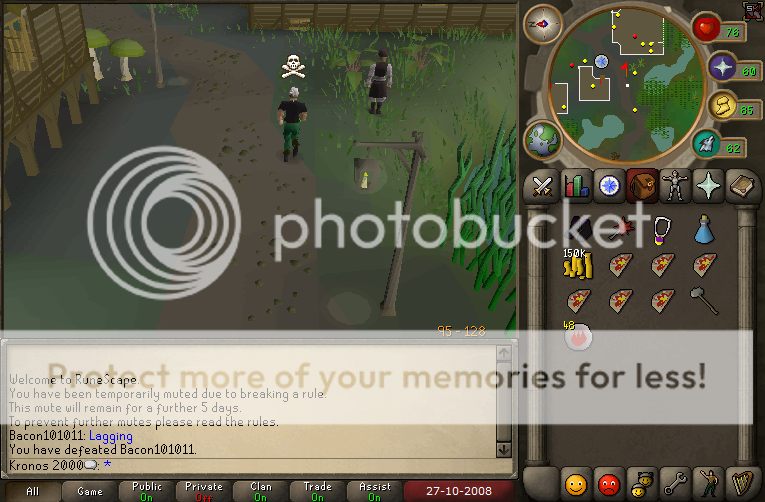 76
60
85
62
photobucket
150K
95 - 128
48
Protect more of your memories for less!
Welcome to RuneScape.
You have been temporarily muted due to breaking a rule.
This mute will remain for a further 5 days.
To prevent further mutes please read the rules.
Bacon101011: Lagging
You have defeated Bacon101011.
Kronos 2000: *
All
Game
Public
On
Private
Off
Clan
On
Trade
On
Assist
On
27-10-2008